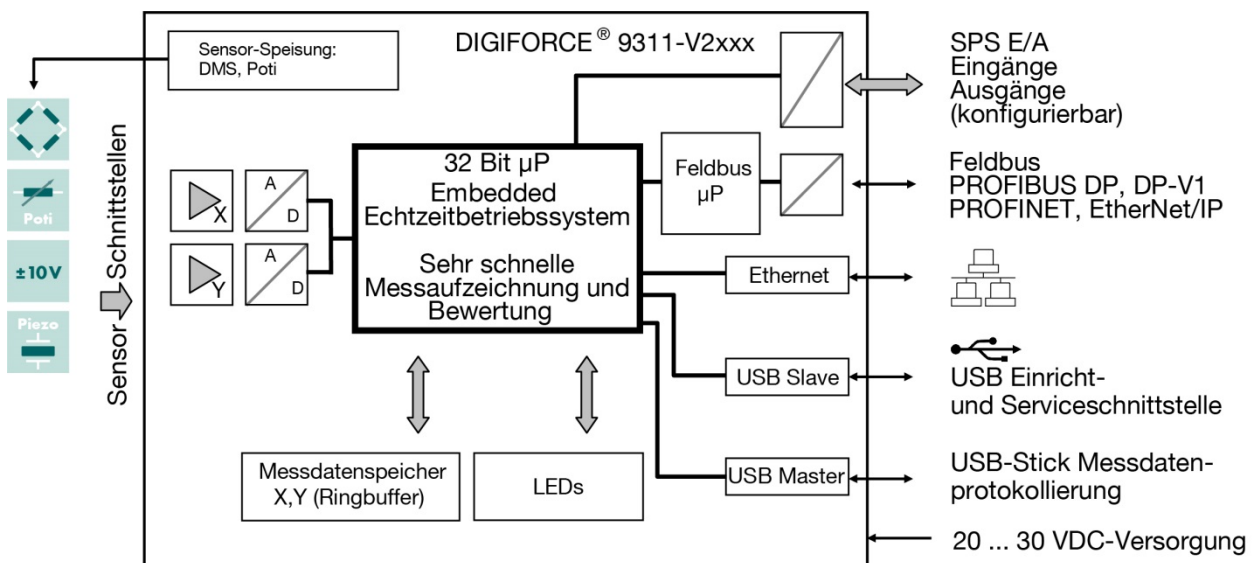 Sensor-Speisung:
DMS, Poti
DIGIFORCE® 9311-V2xxx
SPS E/A
Eingänge
Ausgänge
(konfigurierbar)
Poti
±10V
Piezo
Sensor Schnittstellen
X
A
D
Y
A
D
32 Bit µP
Embedded
Echtzeitbetriebssystem
Sehr schnelle
Messaufzeichnung und
Bewertung
Feldbus
µP
Feldbus
PROFIBUS DP, DP-V1
PROFINET, EtherNet/IP
Ethernet
USB Slave
USB Einricht-
und Serviceschnittstelle
Messdatenspeicher
X,Y (Ringbuffer)
LEDs
USB Master
USB-Stick Messdaten-
protokollierung
20 ... 30 VDC-Versorgung